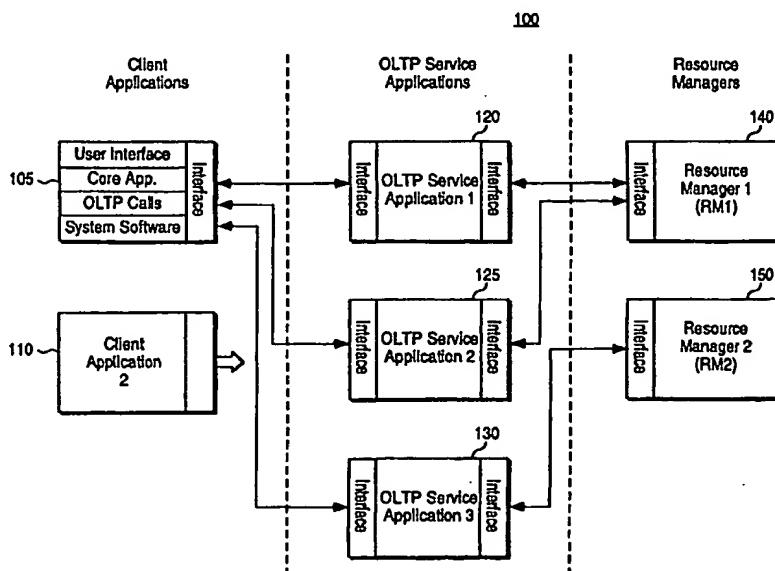 100
Client
Applications
OLTP Service
Applications
Resource
Managers
105
User Interface
Core App.
OLTP Calls
System Software
Interface
120
Interface
OLTP Service
Application 1
Interface
140
Interface
Resource
Manager 1
(RM1)
110
Client
Application
2
125
Interface
OLTP Service
Application 2
Interface
150
Interface
Resource
Manager 2
(RM2)
130
Interface
OLTP Service
Application 3
Interface